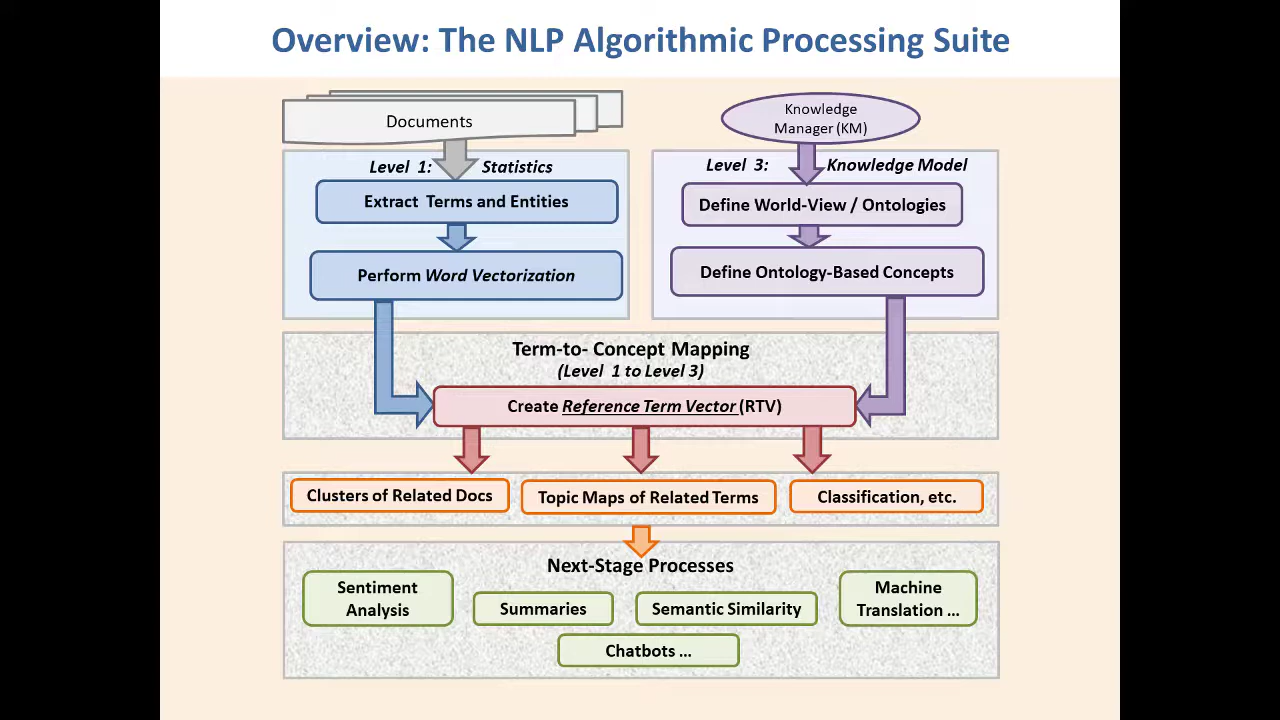 Overview: The NLP Algorithmic Processing Suite
Documents
Knowledge
Manager (KM)
Level 1: Statistics
Level 3: Knowledge Model
Extract Terms and Entities
Define World-View / Ontologies
Perform Word Vectorization
Define Ontology-Based Concepts
Term-to- Concept Mapping
(Level 1 to Level 3)
Create Reference Term Vector (RTV)
Clusters of Related Docs
Topic Maps of Related Terms
Classification, etc.
Next-Stage Processes
Sentiment
Analysis
Summaries
Semantic Similarity
Machine
Translation ...
Chatbots ...